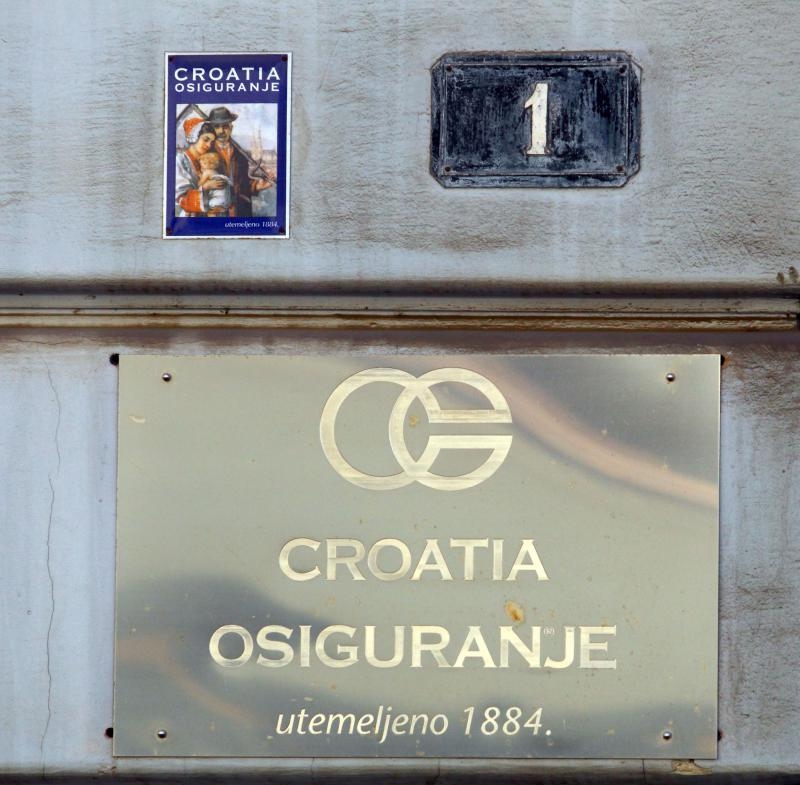 CROATIA
OSIGURANJE
utemeljeno 1884.
1
CROATIA
OSIGURANJE
utemeljeno 1884.